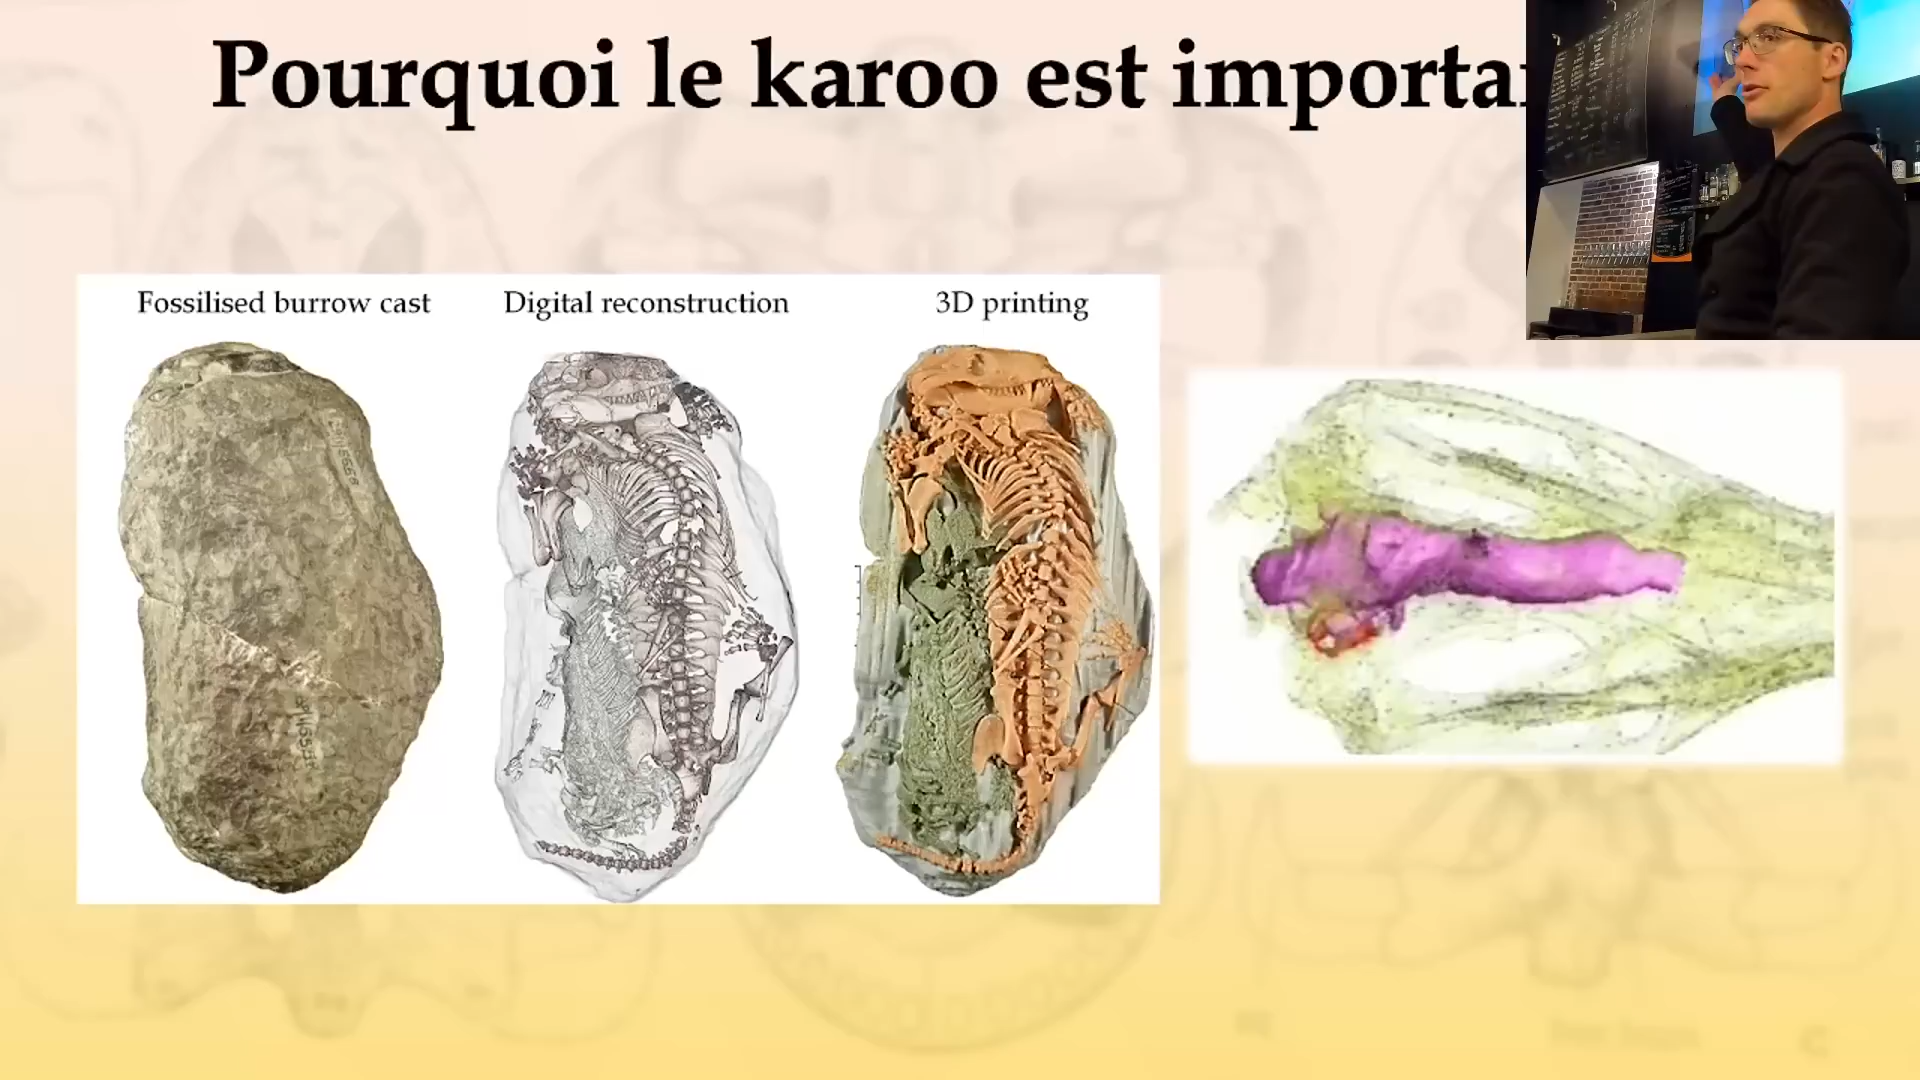 Pourquoi le karoo est importa
Fossilised burrow cast
Digital reconstruction
3D printing